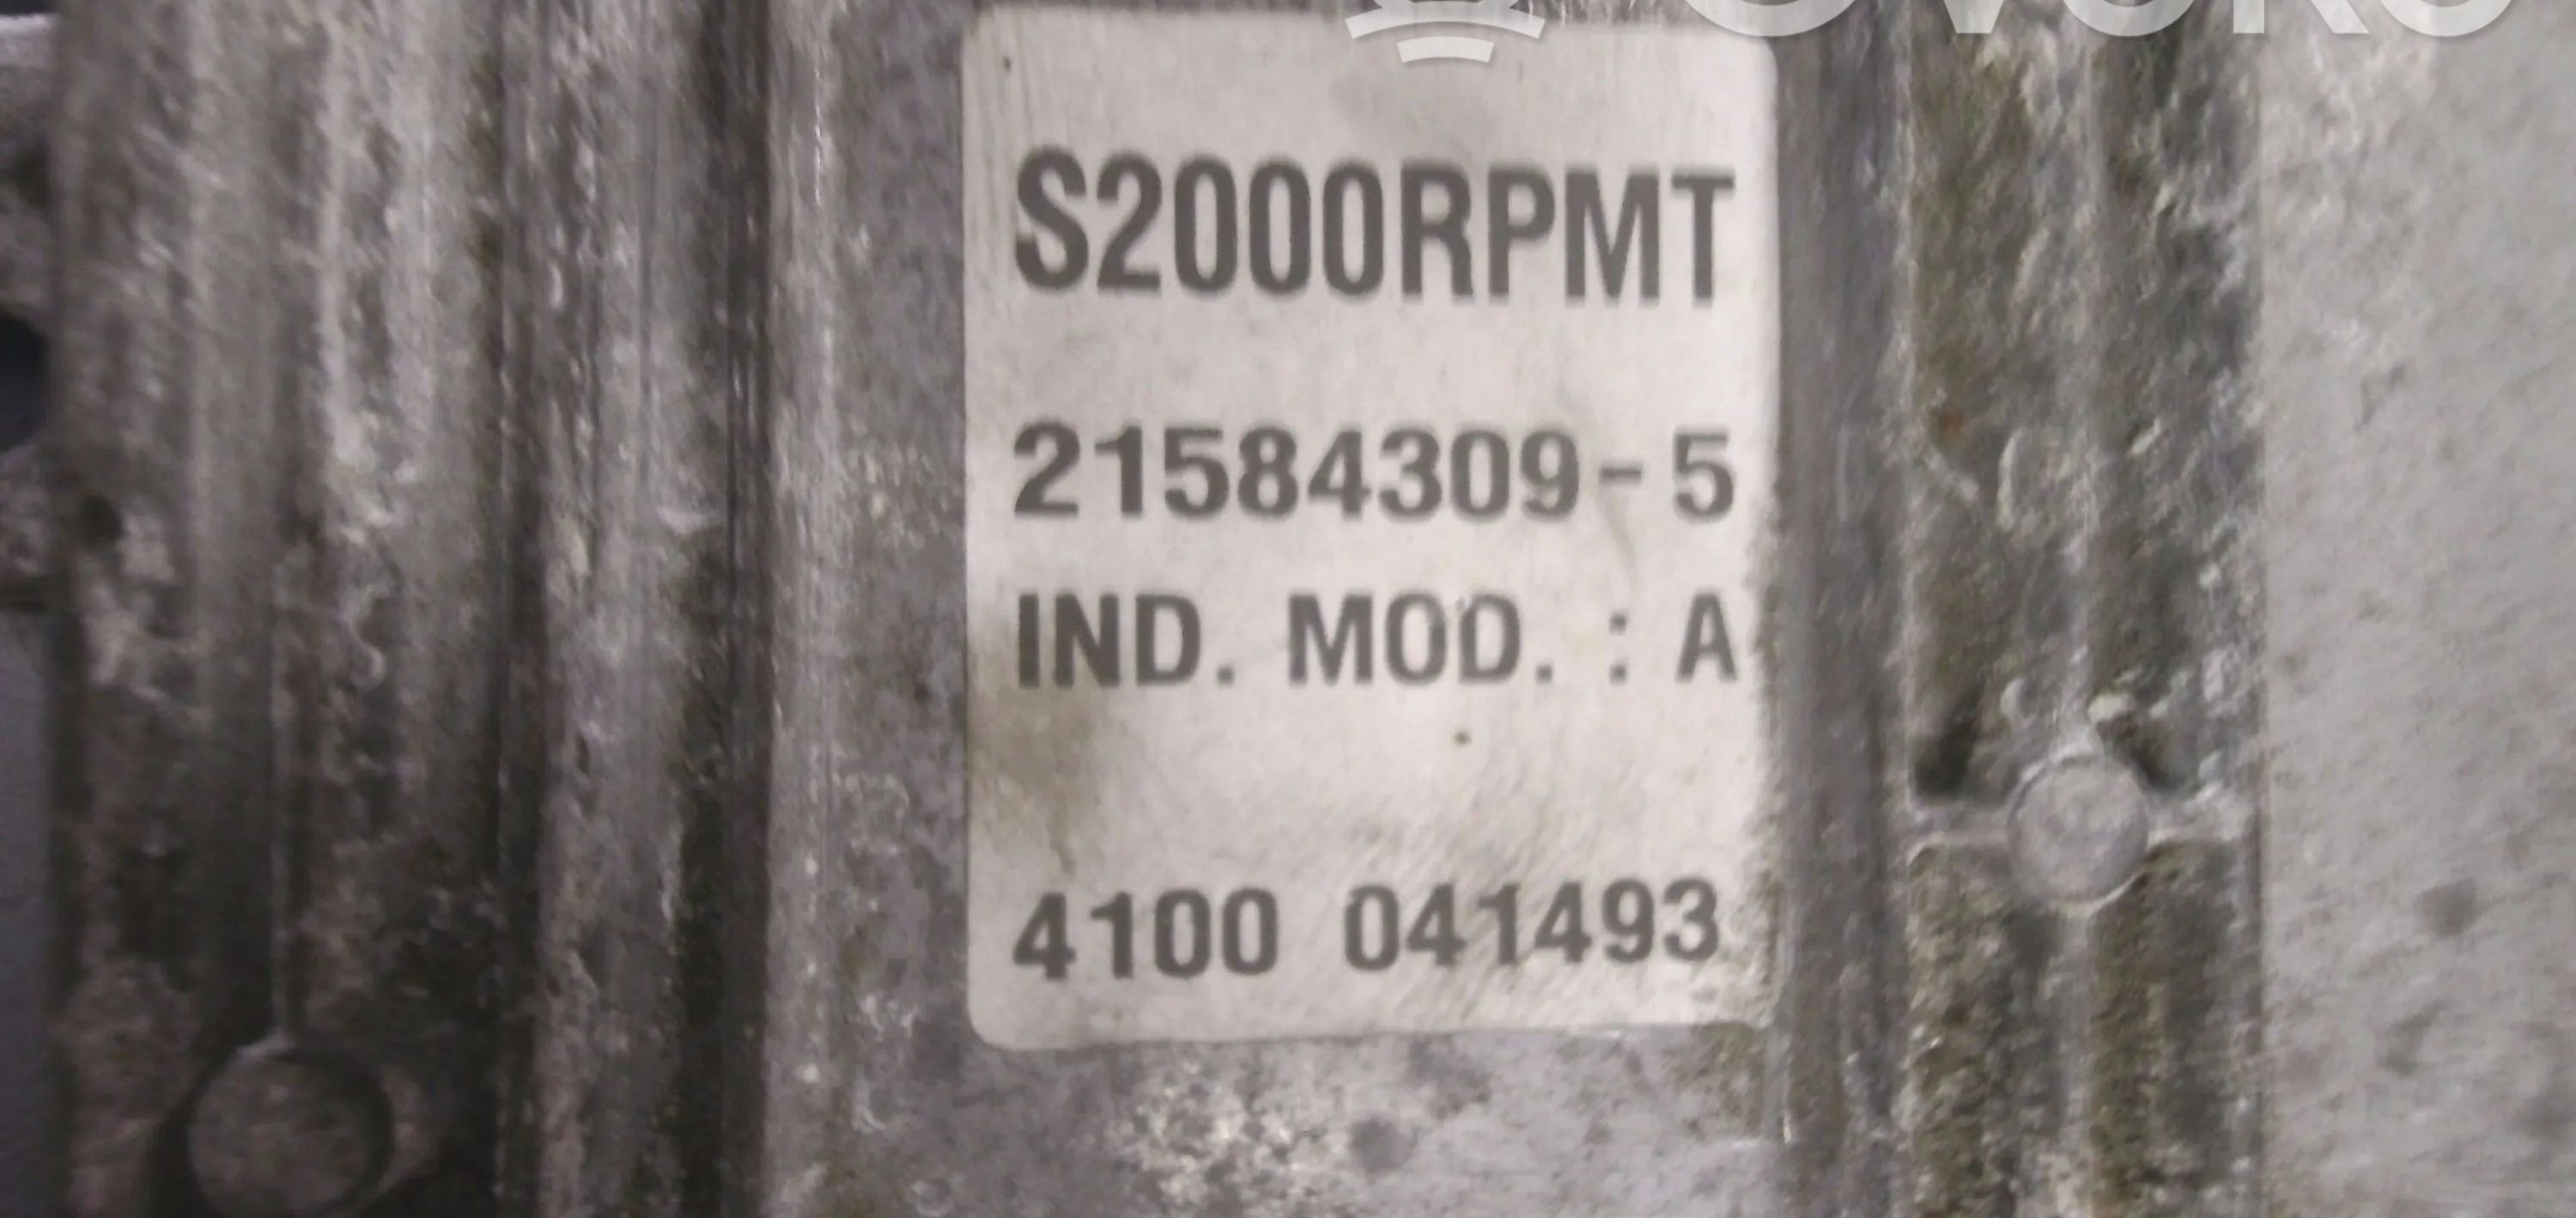 S2000RPMT
21584309-5
IND. MOD. : A
4100 041493